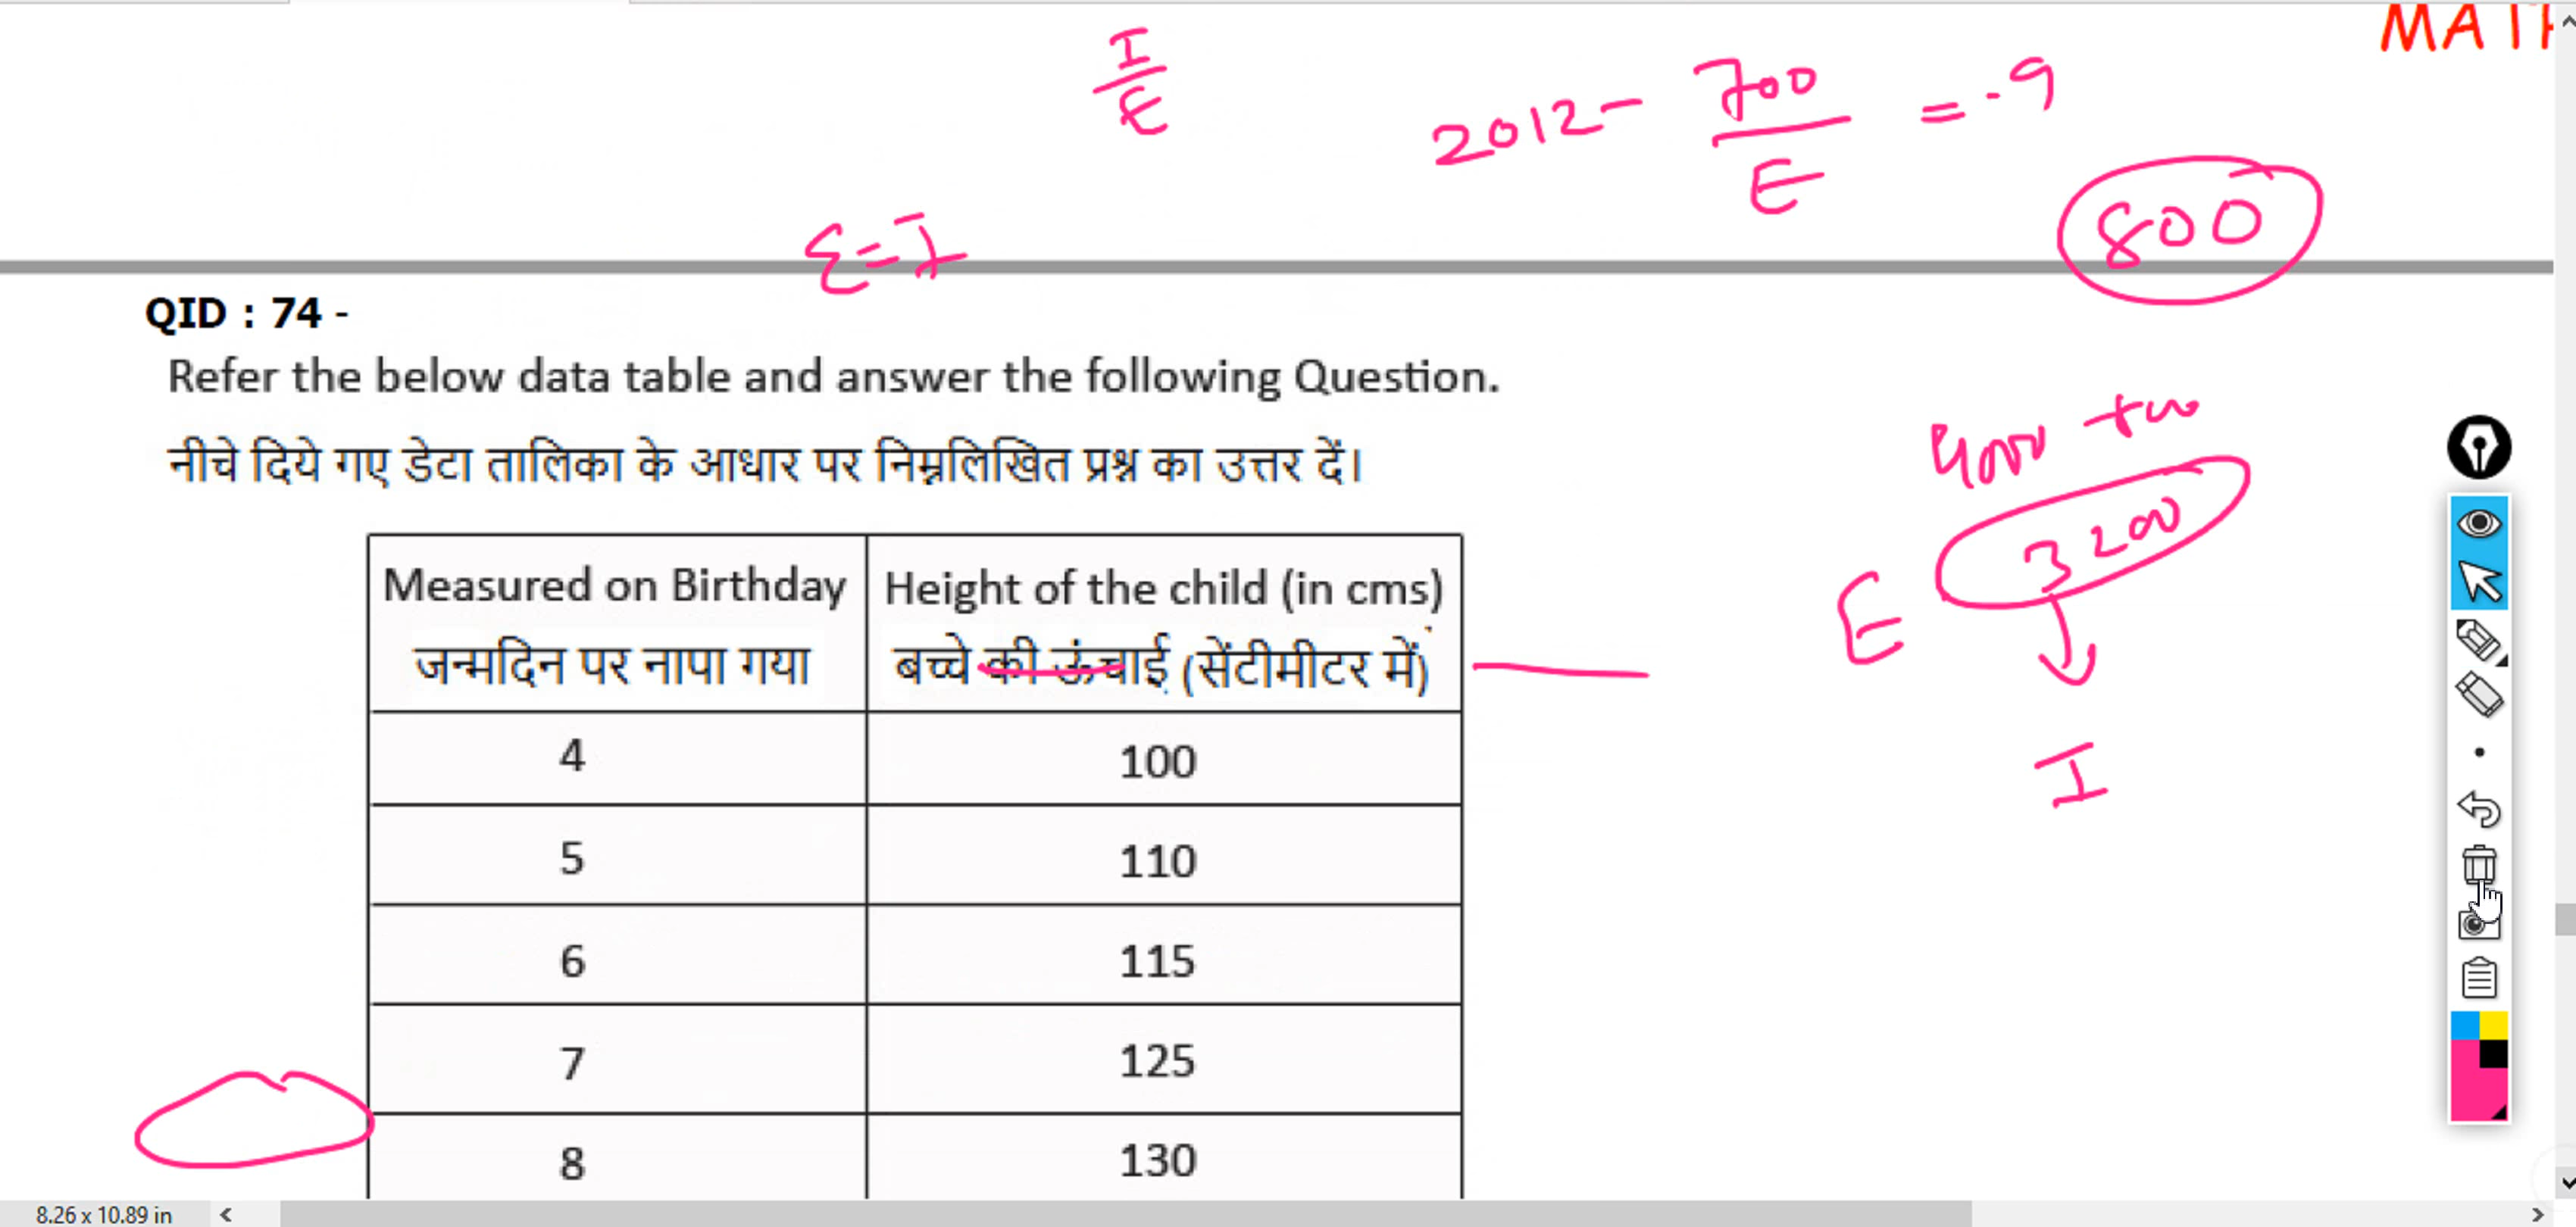 MATH
I
E
2012 - 700 = -9
E
800
E = I
QID : 74 -
Refer the below data table and answer the following Question.
नीचे दिये गए डेटा तालिका के आधार पर निम्नलिखित प्रश्न का उत्तर दें।
3200
E
I
Measured on Birthday Height of the child (in cms)
जन्मदिन पर नापा गया बच्चे की ऊंचाई (सेंटीमीटर में)
4 100
5 110
6 115
7 125
8 130
8.26 x 10.89 in